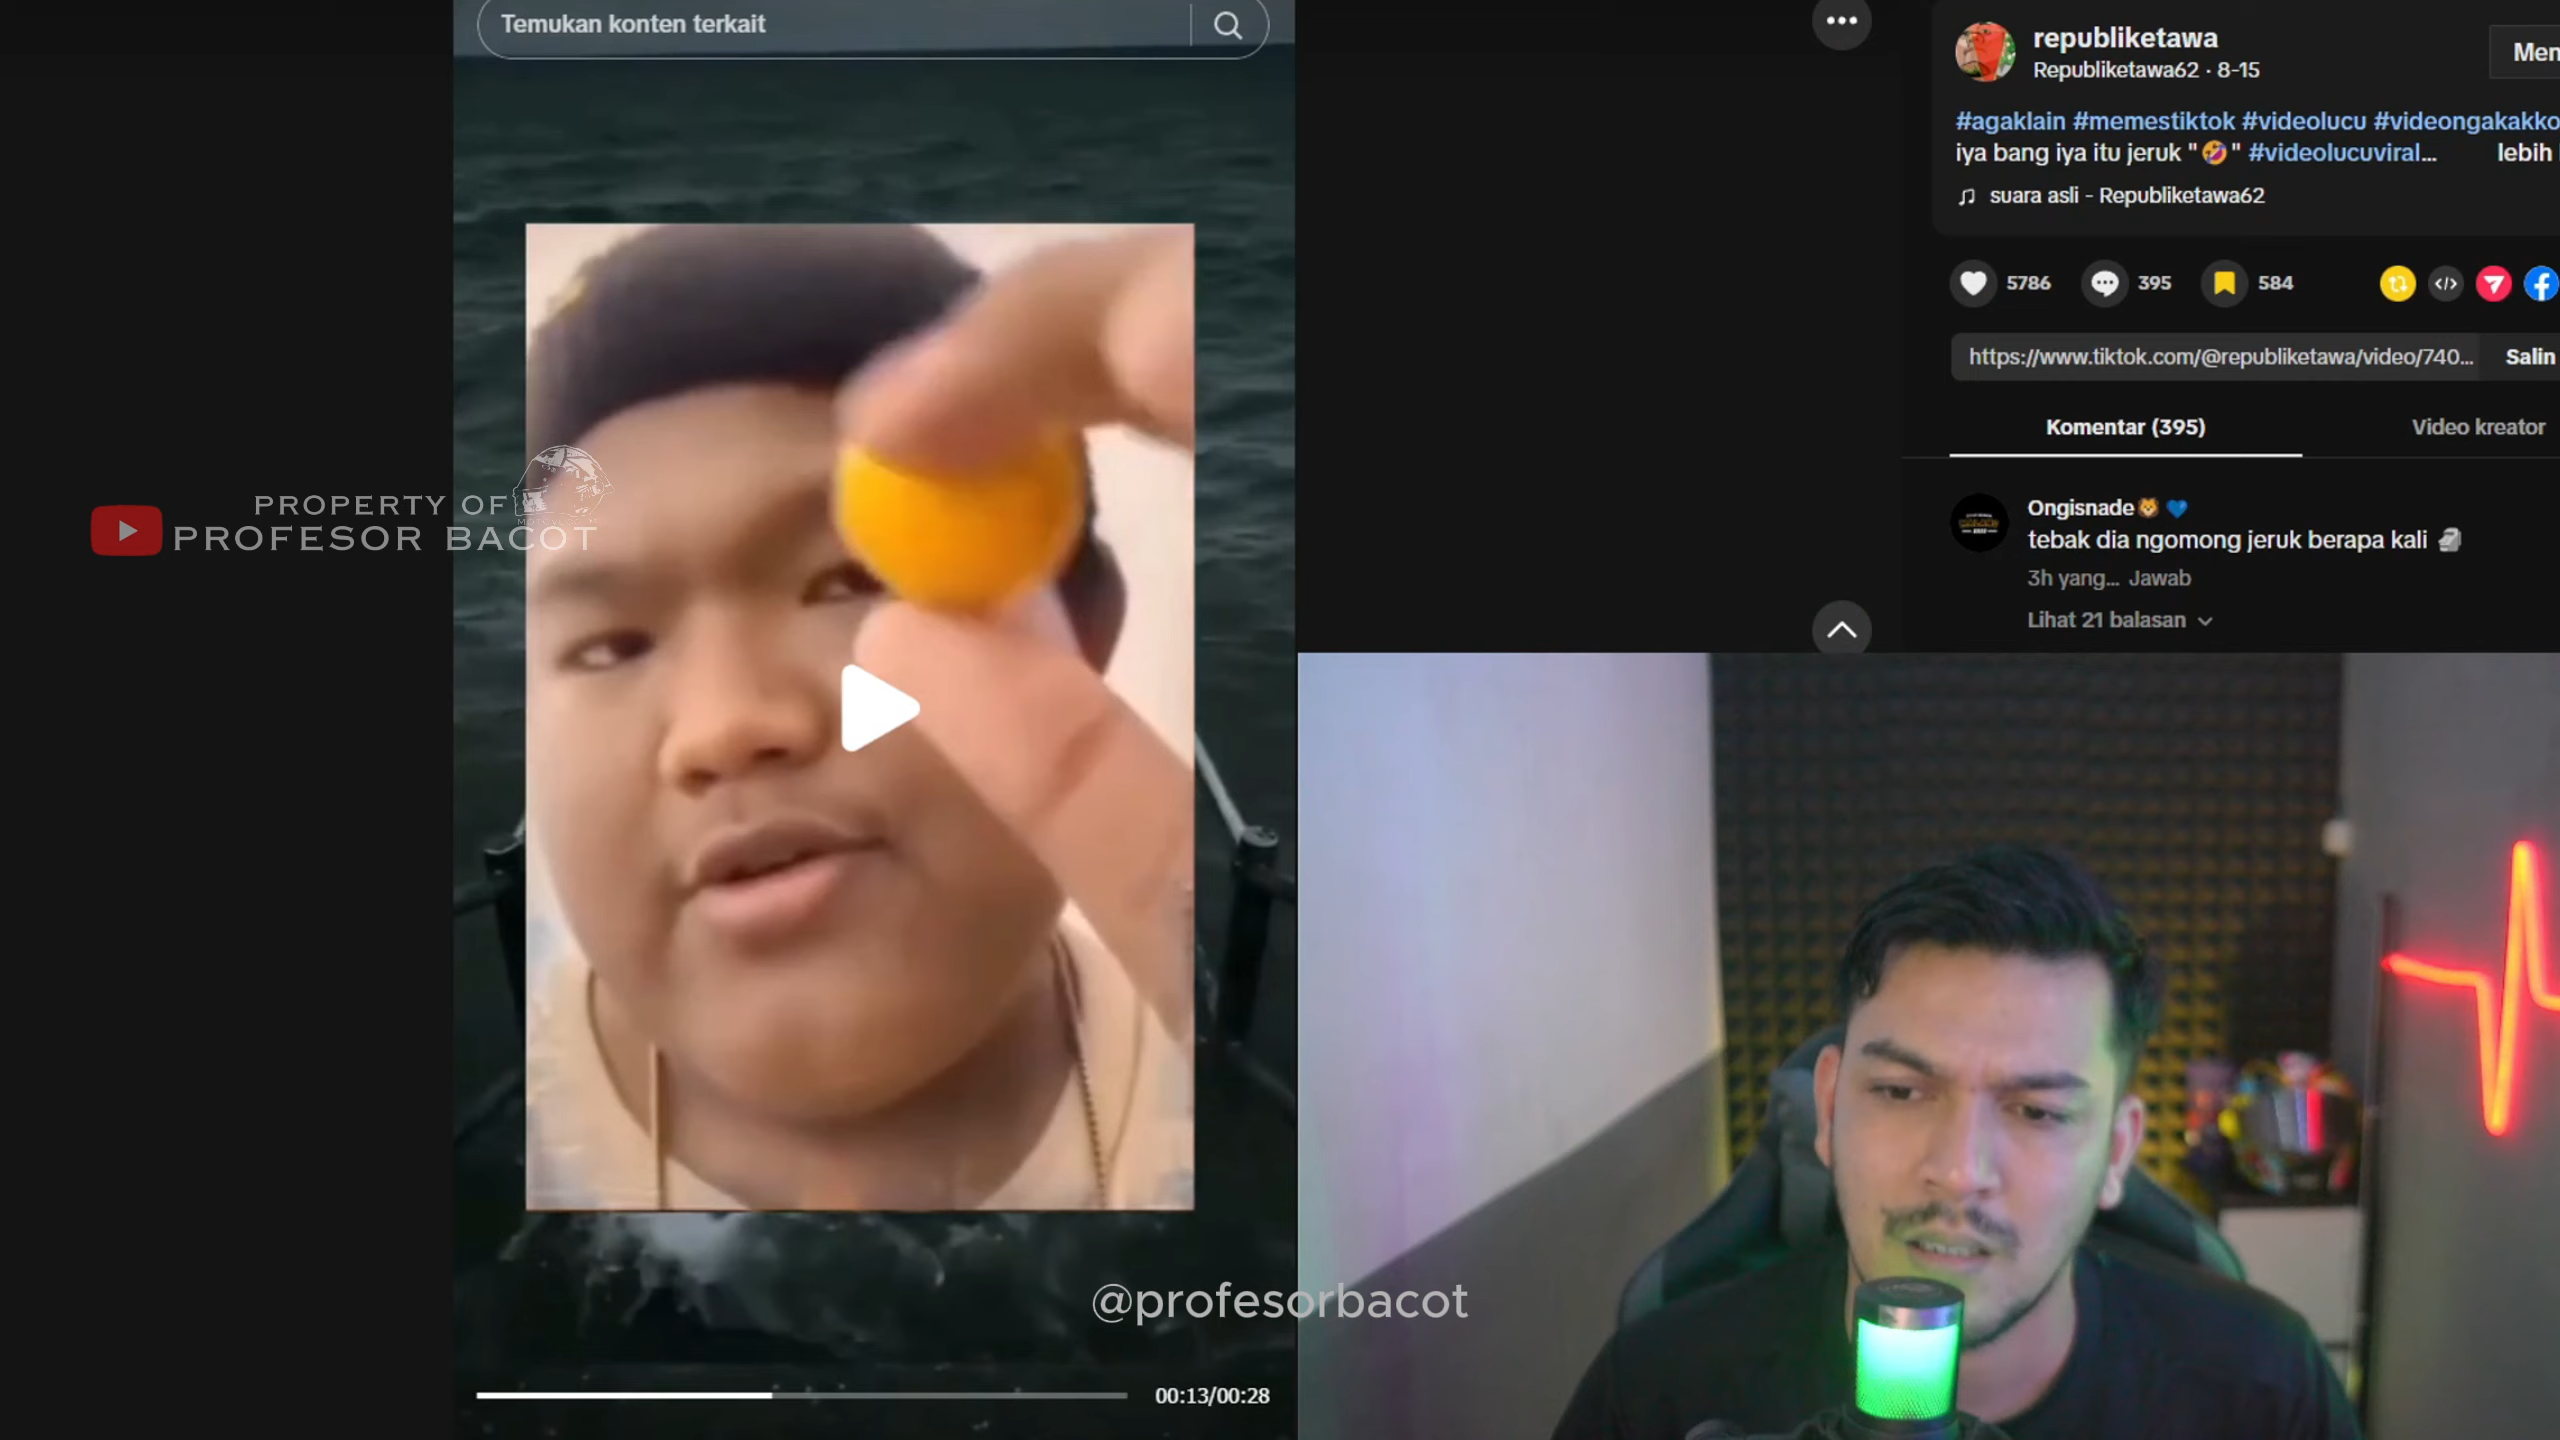 Temukan konten terkait
republiketawa
Republiketawa62 · 8-15
Men
#agaklain #memestiktok #videolucu #videongakakko
iya bang iya itu jeruk "🤣" #videolucuviral... lebih
suara asli - Republiketawa62
5786
395
584
https://www.tiktok.com/@republiketawa/video/740...
Salin
Komentar (395)
Video kreator
Ongisnade🦁💙
tebak dia ngomong jeruk berapa kali 🗿
3h yang... Jawab
Lihat 21 balasan
PROPERTY OF
PROFESOR BACOT
@profesorbacot
00:13/00:28